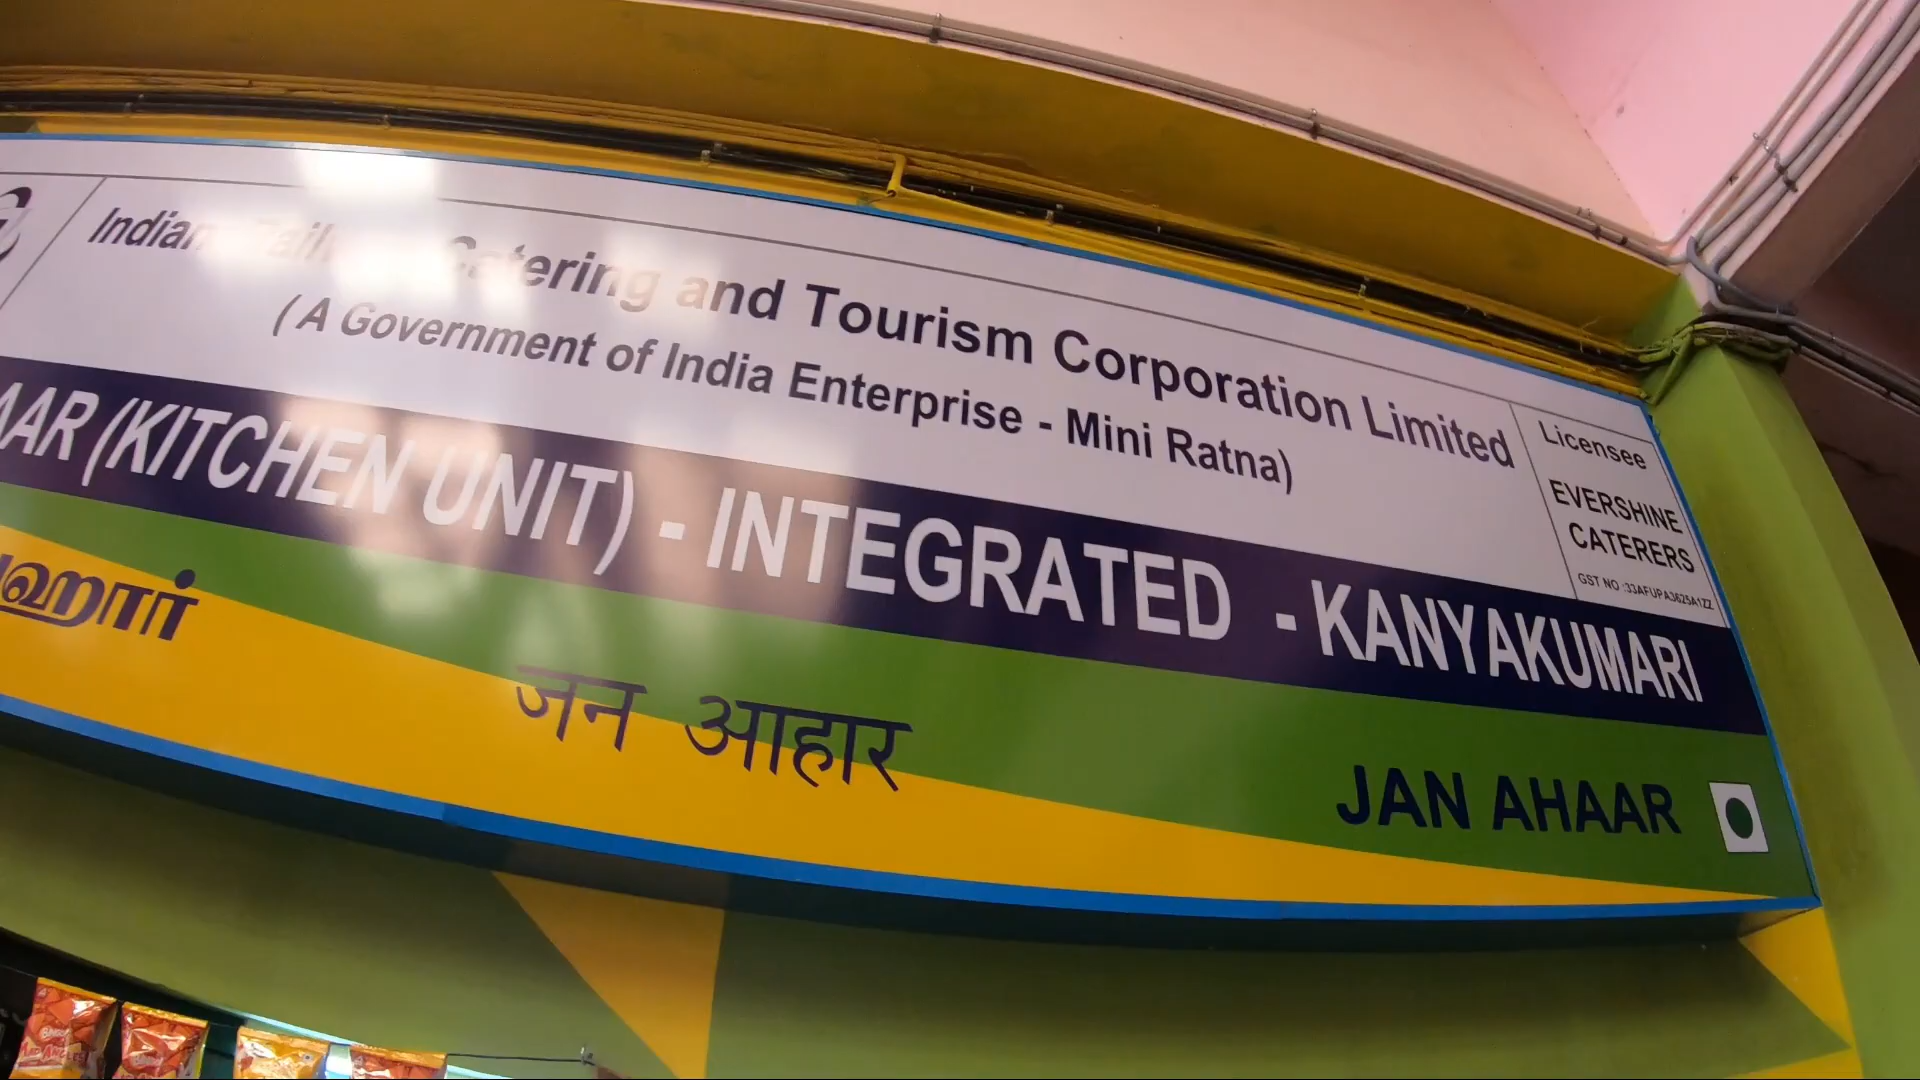 Indian Railway Catering and Tourism Corporation Limited
(A Government of India Enterprise - Mini Ratna)
Licensee
EVERSHINE
CATERERS
GST NO :33AFUPA3625A1ZZ
AAR (KITCHEN UNIT) - INTEGRATED - KANYAKUMARI
ஹார்
जन आहार
JAN AHAAR